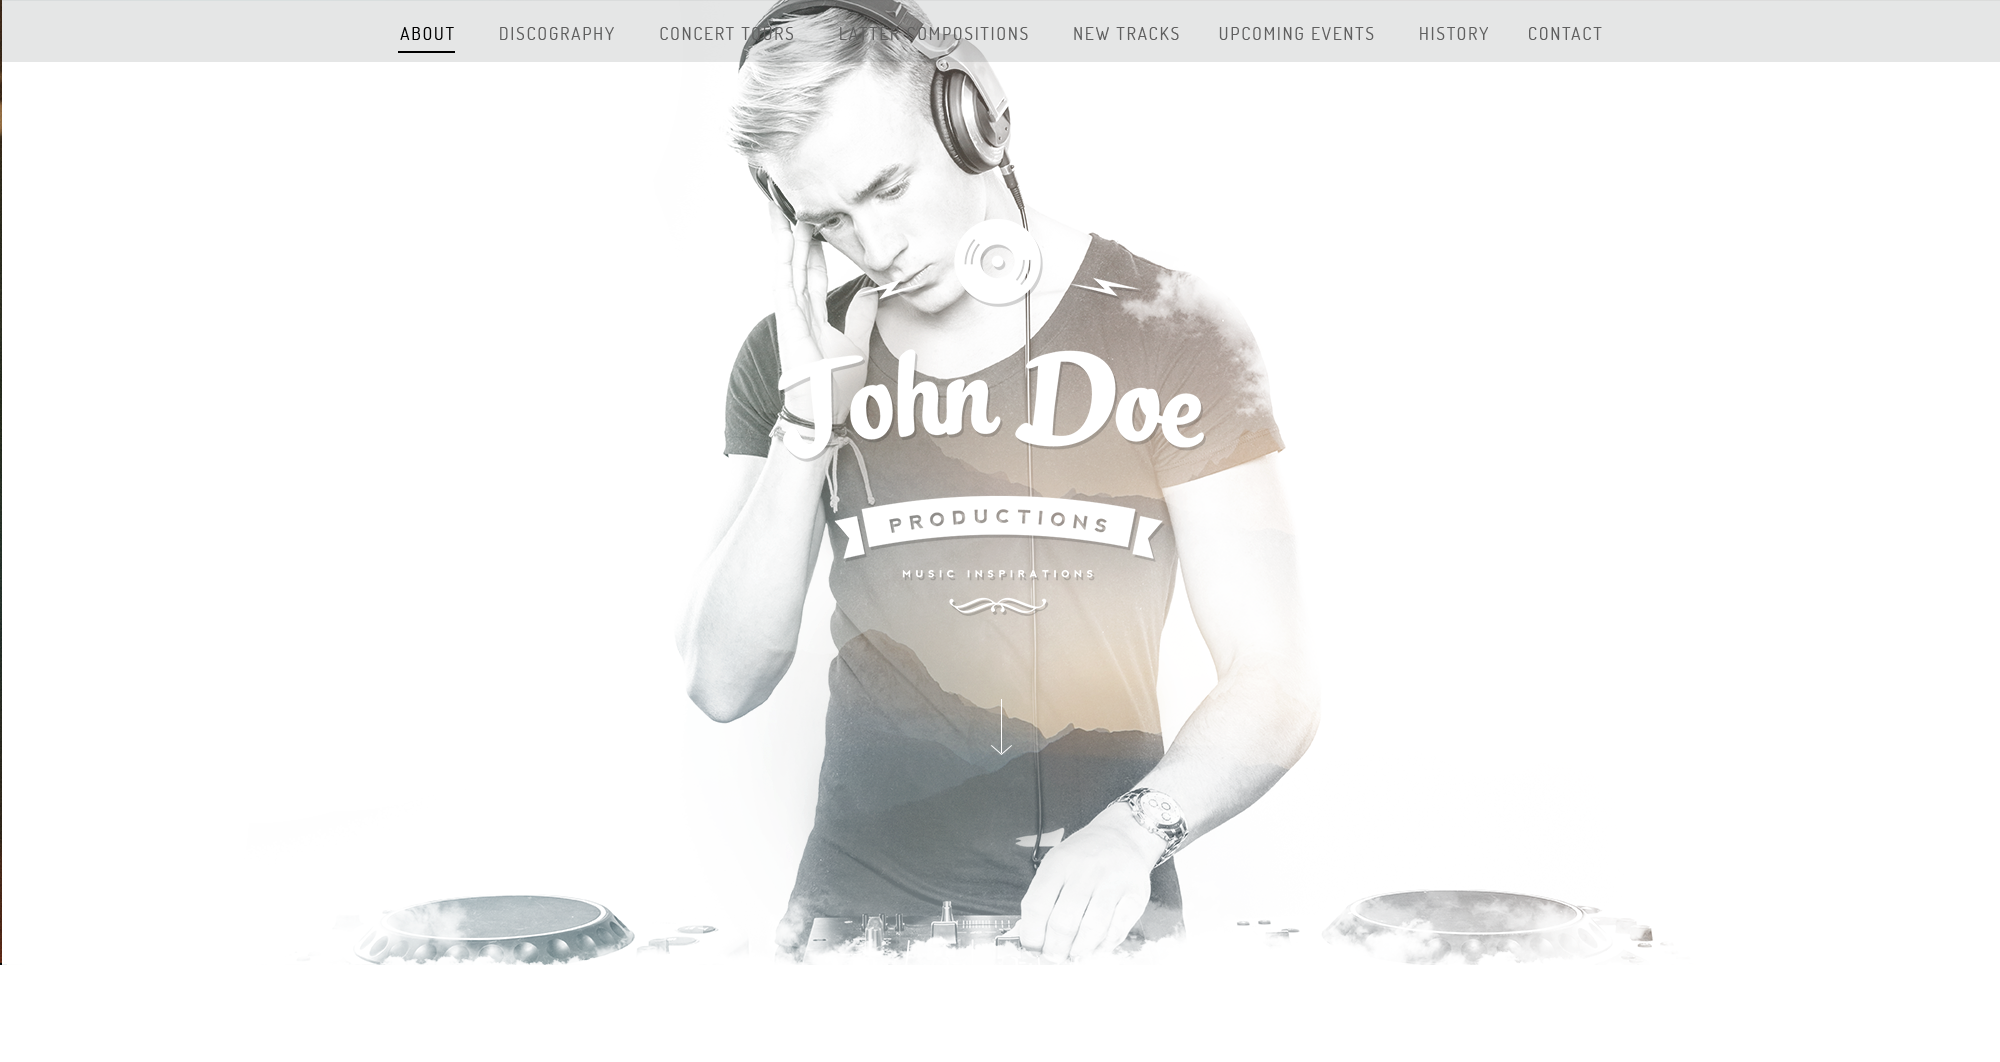 ABOUT DISCOGRAPHY CONCERT TOURS LATTER COMPOSITIONS NEW TRACKS UPCOMING EVENTS HISTORY CONTACT
John Doe
PRODUCTIONS
MUSIC INSPIRATIONS